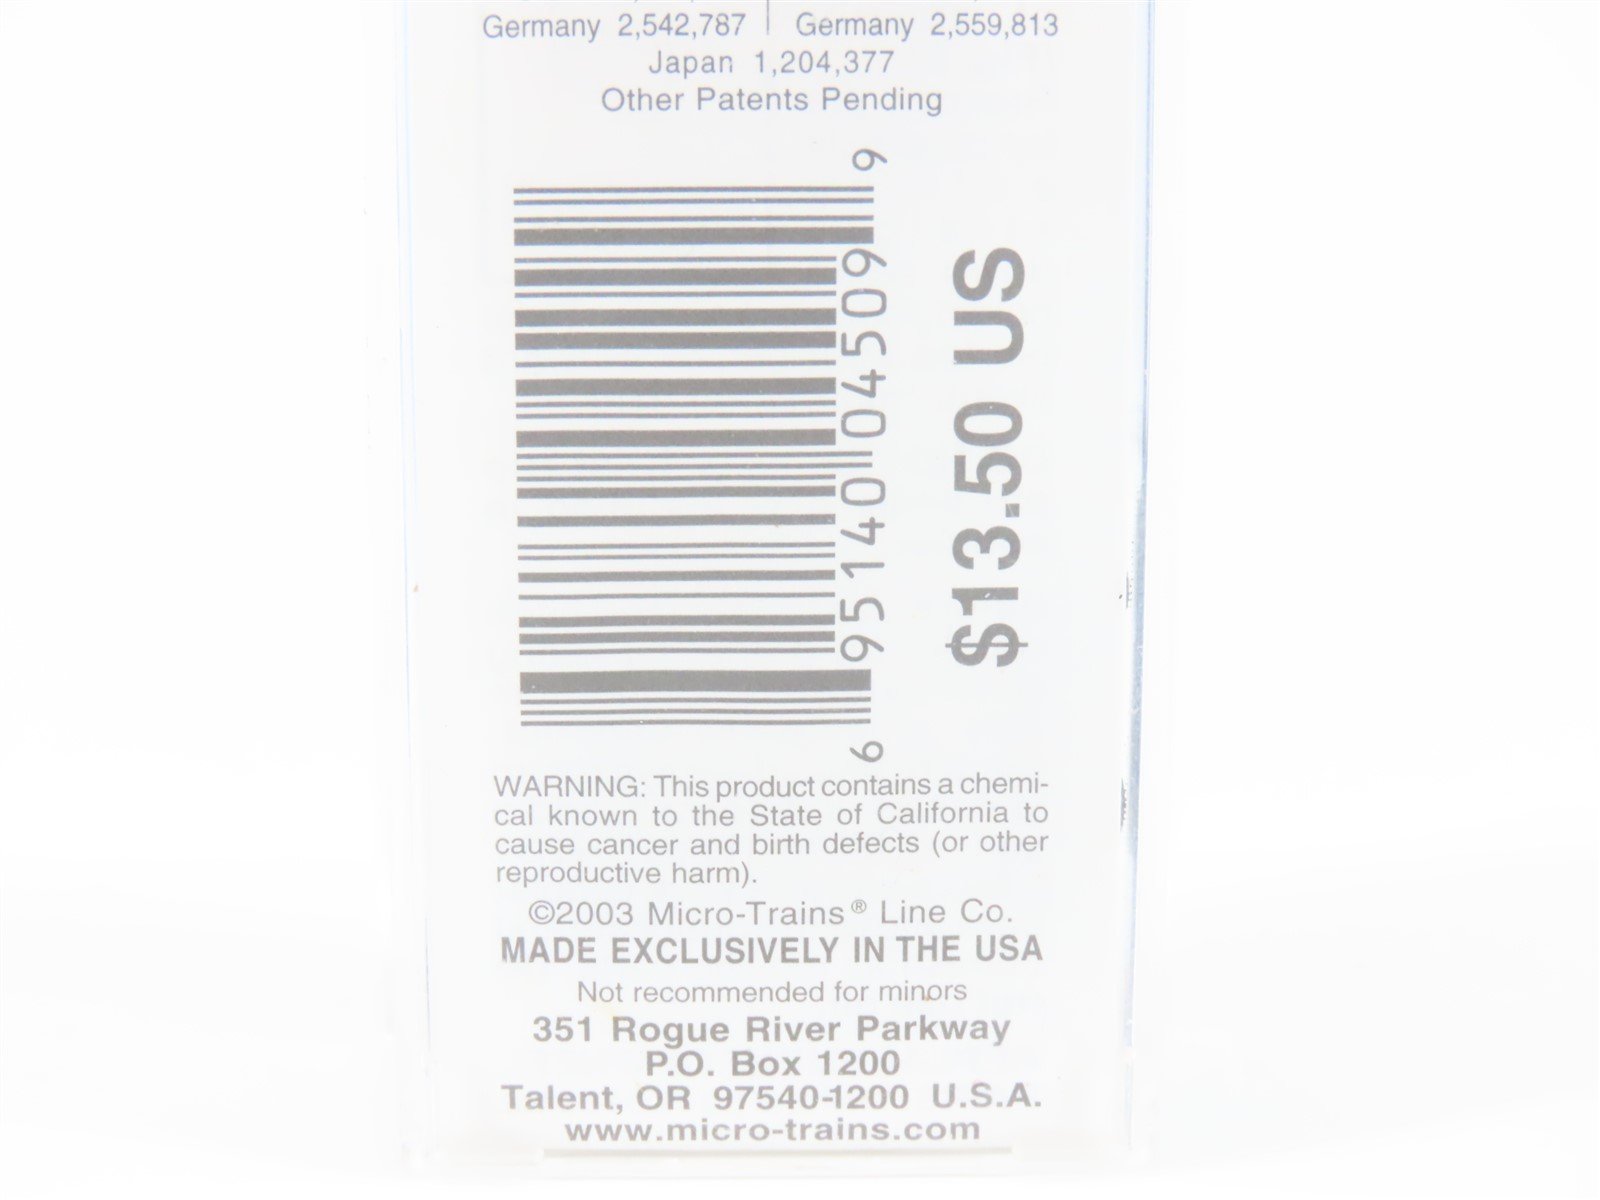 Germany 2,542,787 | Germany 2,559,813
Japan 1,204,377
Other Patents Pending
6 95140 04509 9
$13.50 US
WARNING: This product contains a chemi-
cal known to the State of California to
cause cancer and birth defects (or other
reproductive harm).
©2003 Micro-Trains® Line Co.
MADE EXCLUSIVELY IN THE USA
Not recommended for minors
351 Rogue River Parkway
P.O. Box 1200
Talent, OR 97540-1200 U.S.A.
www.micro-trains.com